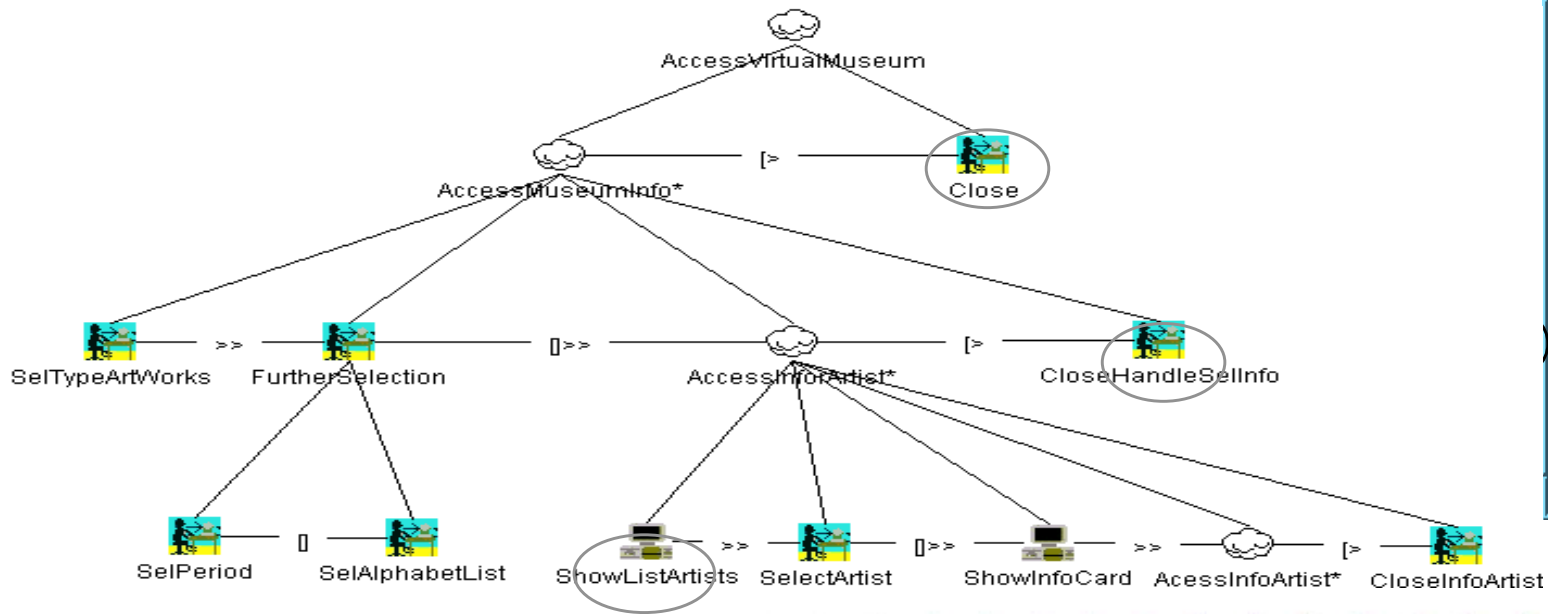 AccessVirtualMuseum
[>
AccessMuseumInfo*
Close
>>
[]>>
[>
SelTypeArtWorks
FurtherSelection
AccessInforArtist*
CloseHandleSelInfo
[]
>>
[]>>
>>
[>
SelPeriod
SelAlphabetList
ShowListArtists
SelectArtist
ShowInfoCard
AcessInfoArtist*
CloseInfoArtist